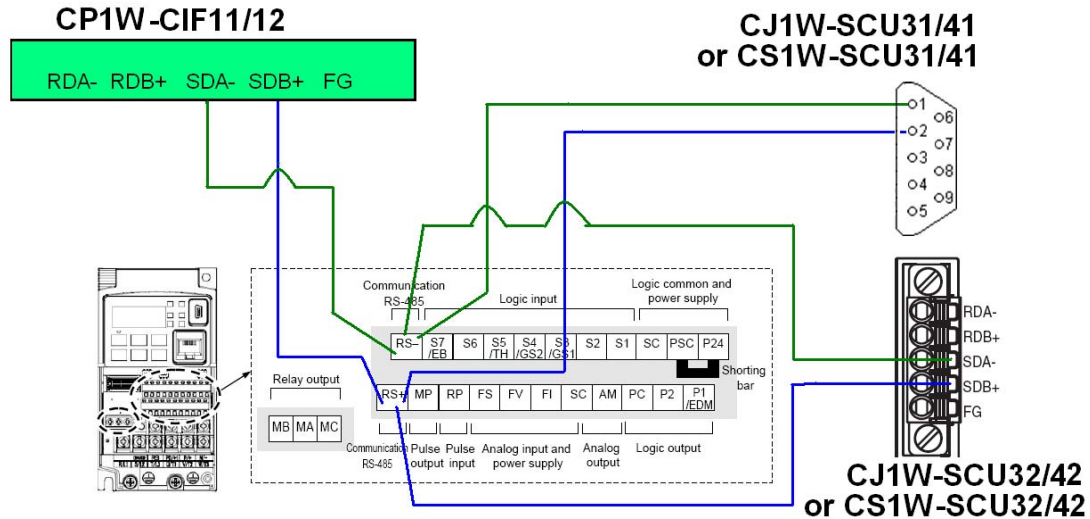 CP1W-CIF11/12
RDA- RDB+ SDA- SDB+ FG
CJ1W-SCU31/41
or CS1W-SCU31/41
1
6
2
7
3
8
4
9
5
Communication
RS-485
Logic input
Logic common and
power supply
RS– S7/EB S6 S5/TH S4/GS2 S3/GS1 S2 S1 SC PSC P24
Shorting
bar
Relay output
MB MA MC
RS+ MP RP FS FV FI SC AM PC P2 P1/EDM
Communication
RS-485
Pulse
output
Pulse
input
Analog input and
power supply
Analog
output
Logic output
RDA-
RDB+
SDA-
SDB+
FG
CJ1W-SCU32/42
or CS1W-SCU32/42